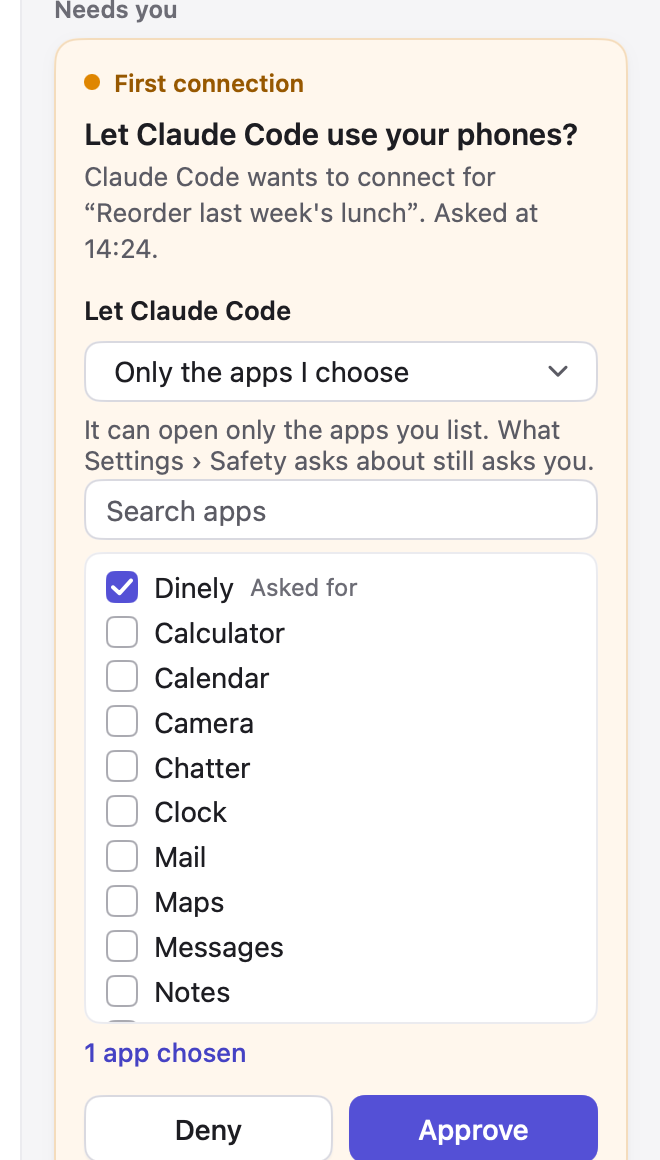 Needs you
First connection
Let Claude Code use your phones?
Claude Code wants to connect for
“Reorder last week's lunch”. Asked at
14:24.
Let Claude Code
Only the apps I choose
It can open only the apps you list. What
Settings › Safety asks about still asks you.
Search apps
Dinely Asked for
Calculator
Calendar
Camera
Chatter
Clock
Mail
Maps
Messages
Notes
1 app chosen
Deny Approve